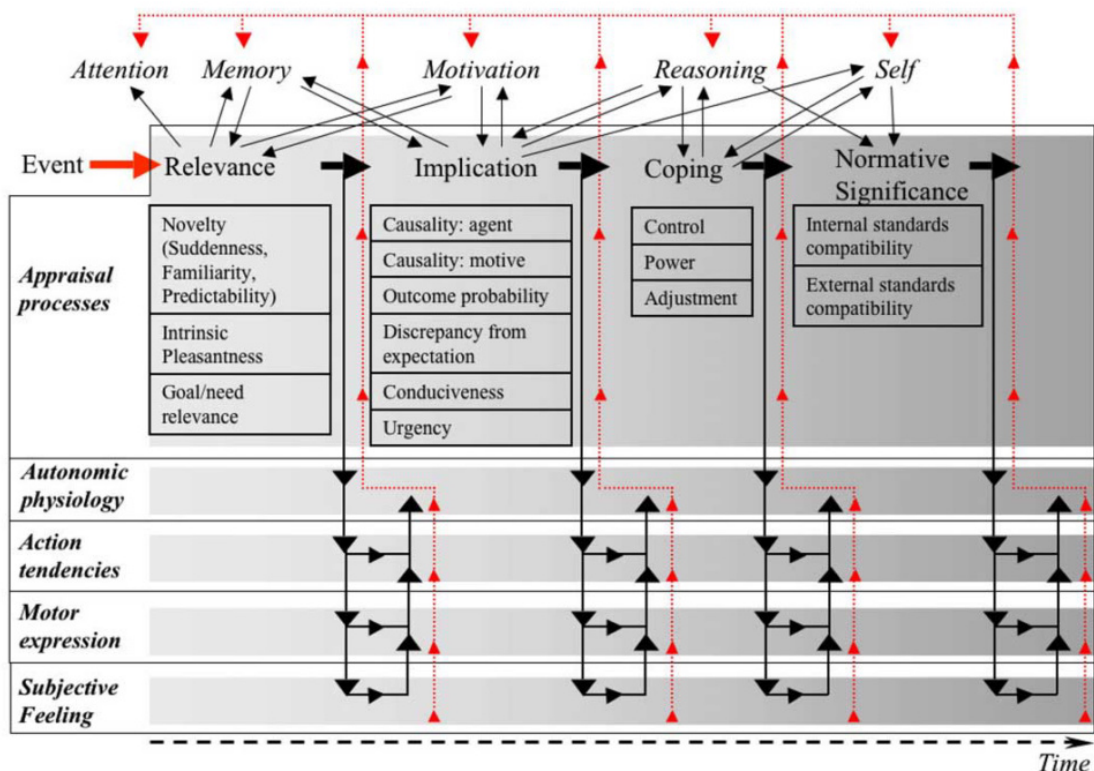 Attention Memory Motivation Reasoning Self
Event Relevance Implication Coping Normative
Significance
Appraisal
processes
Novelty
(Suddenness,
Familiarity,
Predictability)
Intrinsic
Pleasantness
Goal/need
relevance
Causality: agent
Causality: motive
Outcome probability
Discrepancy from
expectation
Conduciveness
Urgency
Control
Power
Adjustment
Internal standards
compatibility
External standards
compatibility
Autonomic
physiology
Action
tendencies
Motor
expression
Subjective
Feeling
Time